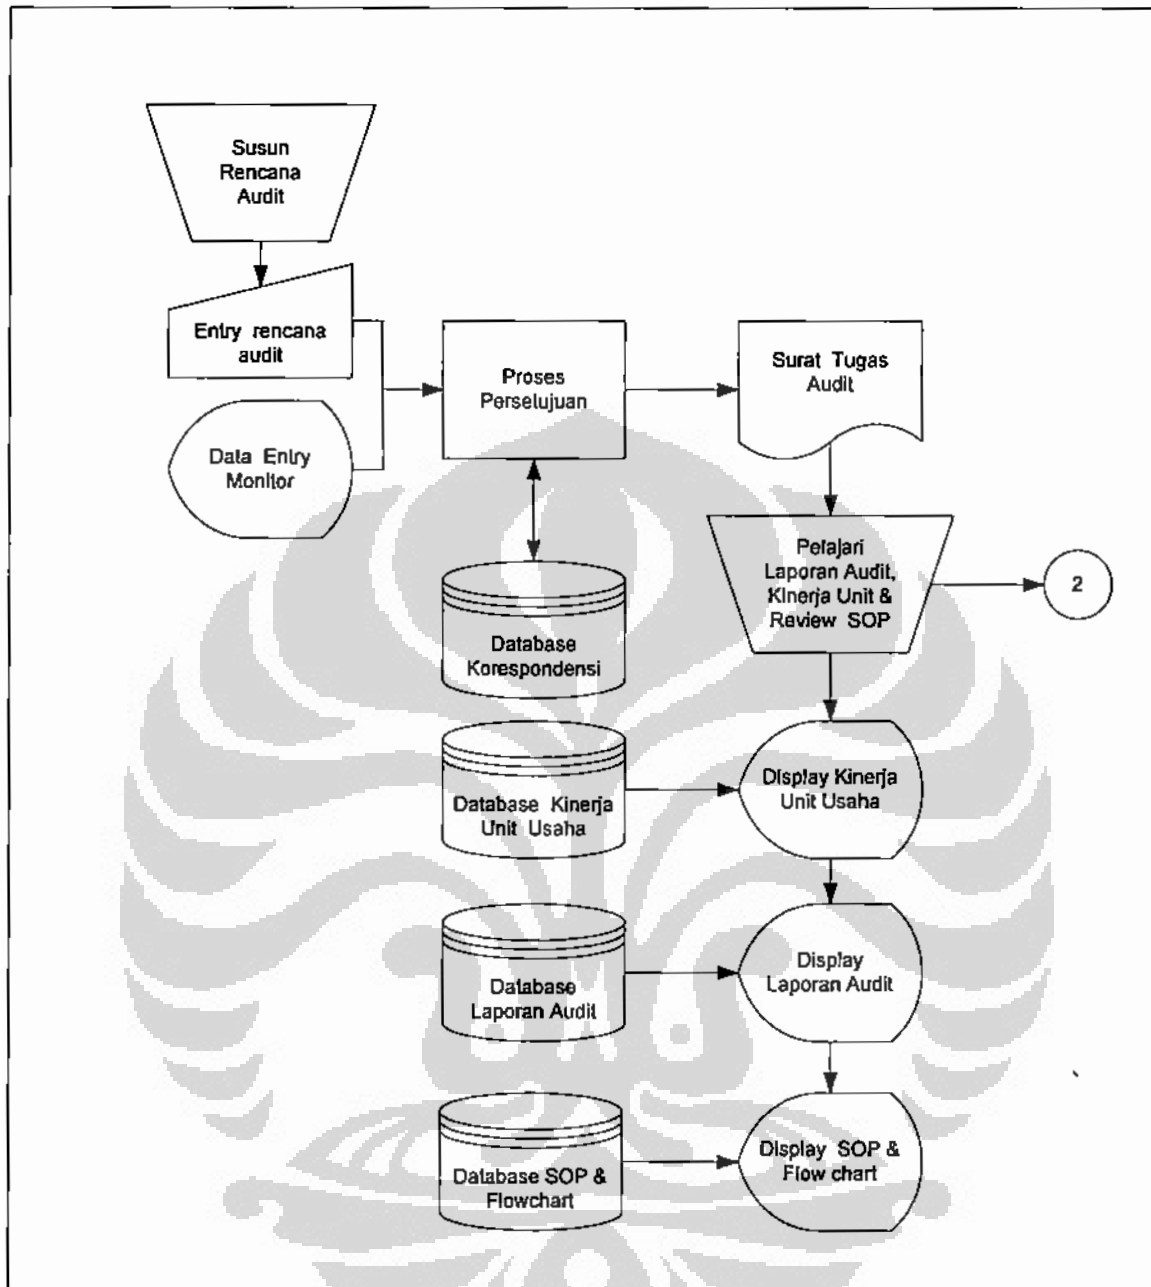 Susun
Rencana
Audit
Entry rencana
audit
Data Entry
Monitor
Proses
Persetujuan
Surat Tugas
Audit
Database
Korespondensi
Pelajari
Laporan Audit,
Kinerja Unit &
Review SOP
2
Database Kinerja
Unit Usaha
Display Kinerja
Unit Usaha
Database
Laporan Audit
Display
Laporan Audit
Database SOP &
Flowchart
Display SOP &
Flow chart